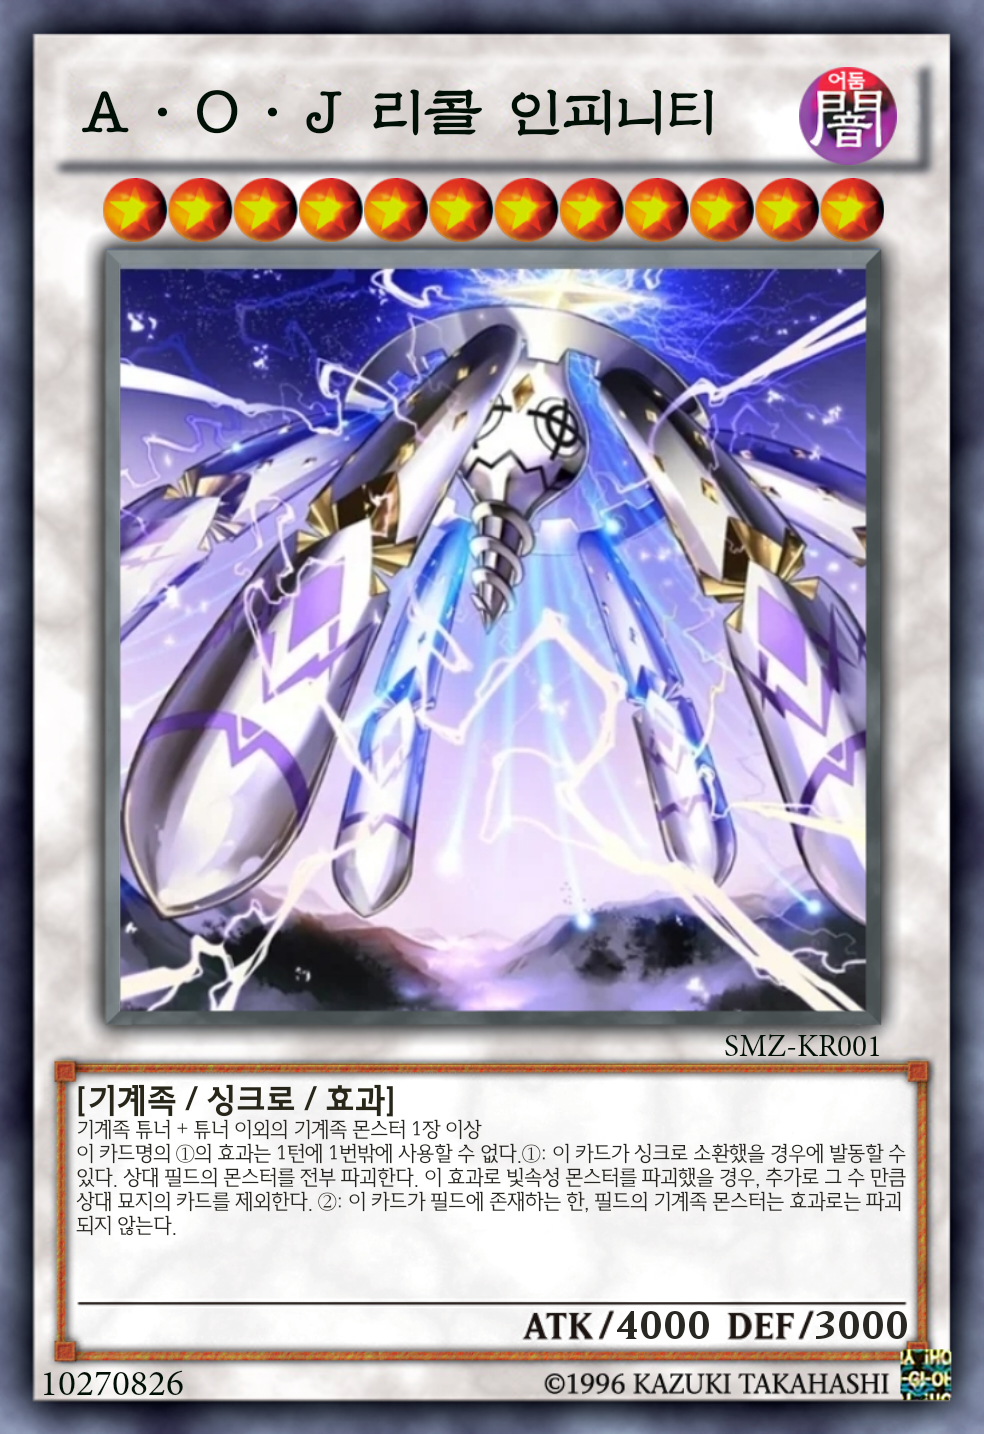 A・O・J 리콜 인피니티
어둠
闇
SMZ-KR001
[기계족 / 싱크로 / 효과]
기계족 튜너 + 튜너 이외의 기계족 몬스터 1장 이상
이 카드명의 ①의 효과는 1턴에 1번밖에 사용할 수 없다.①: 이 카드가 싱크로 소환했을 경우에 발동할 수
있다. 상대 필드의 몬스터를 전부 파괴한다. 이 효과로 빛속성 몬스터를 파괴했을 경우, 추가로 그 수 만큼
상대 묘지의 카드를 제외한다. ②: 이 카드가 필드에 존재하는 한, 필드의 기계족 몬스터는 효과로는 파괴
되지 않는다.
ATK/4000 DEF/3000
10270826
©1996 KAZUKI TAKAHASHI